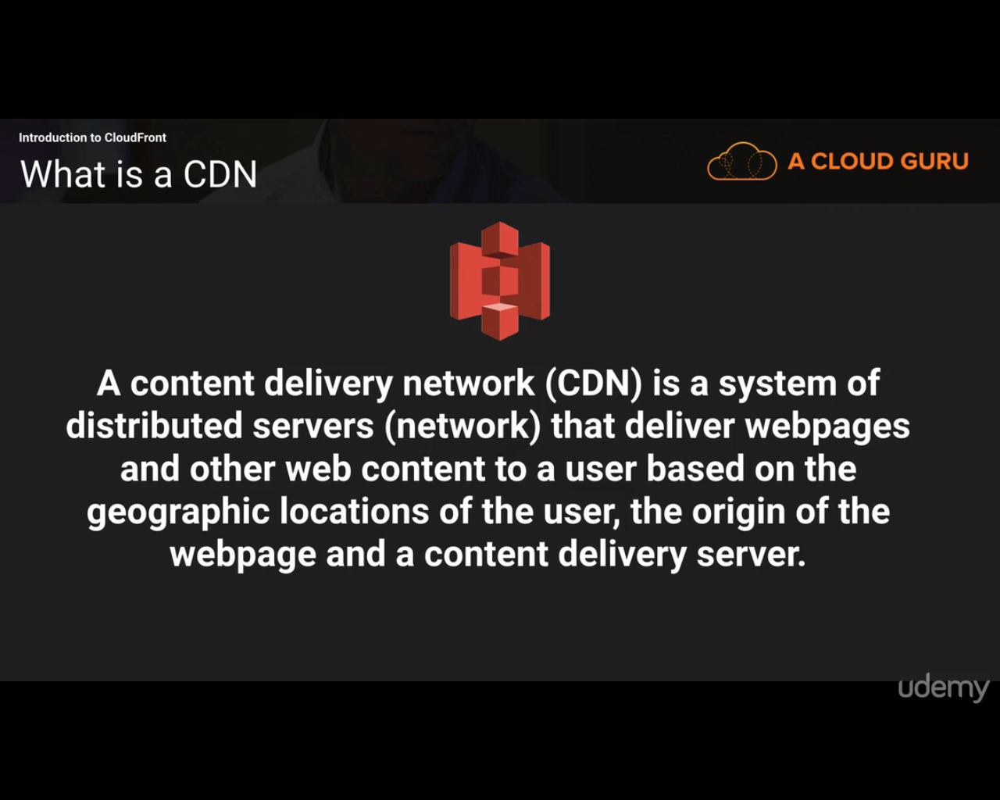 Introduction to CloudFront
What is a CDN
A CLOUD GURU
A content delivery network (CDN) is a system of
distributed servers (network) that deliver webpages
and other web content to a user based on the
geographic locations of the user, the origin of the
webpage and a content delivery server.
udemy